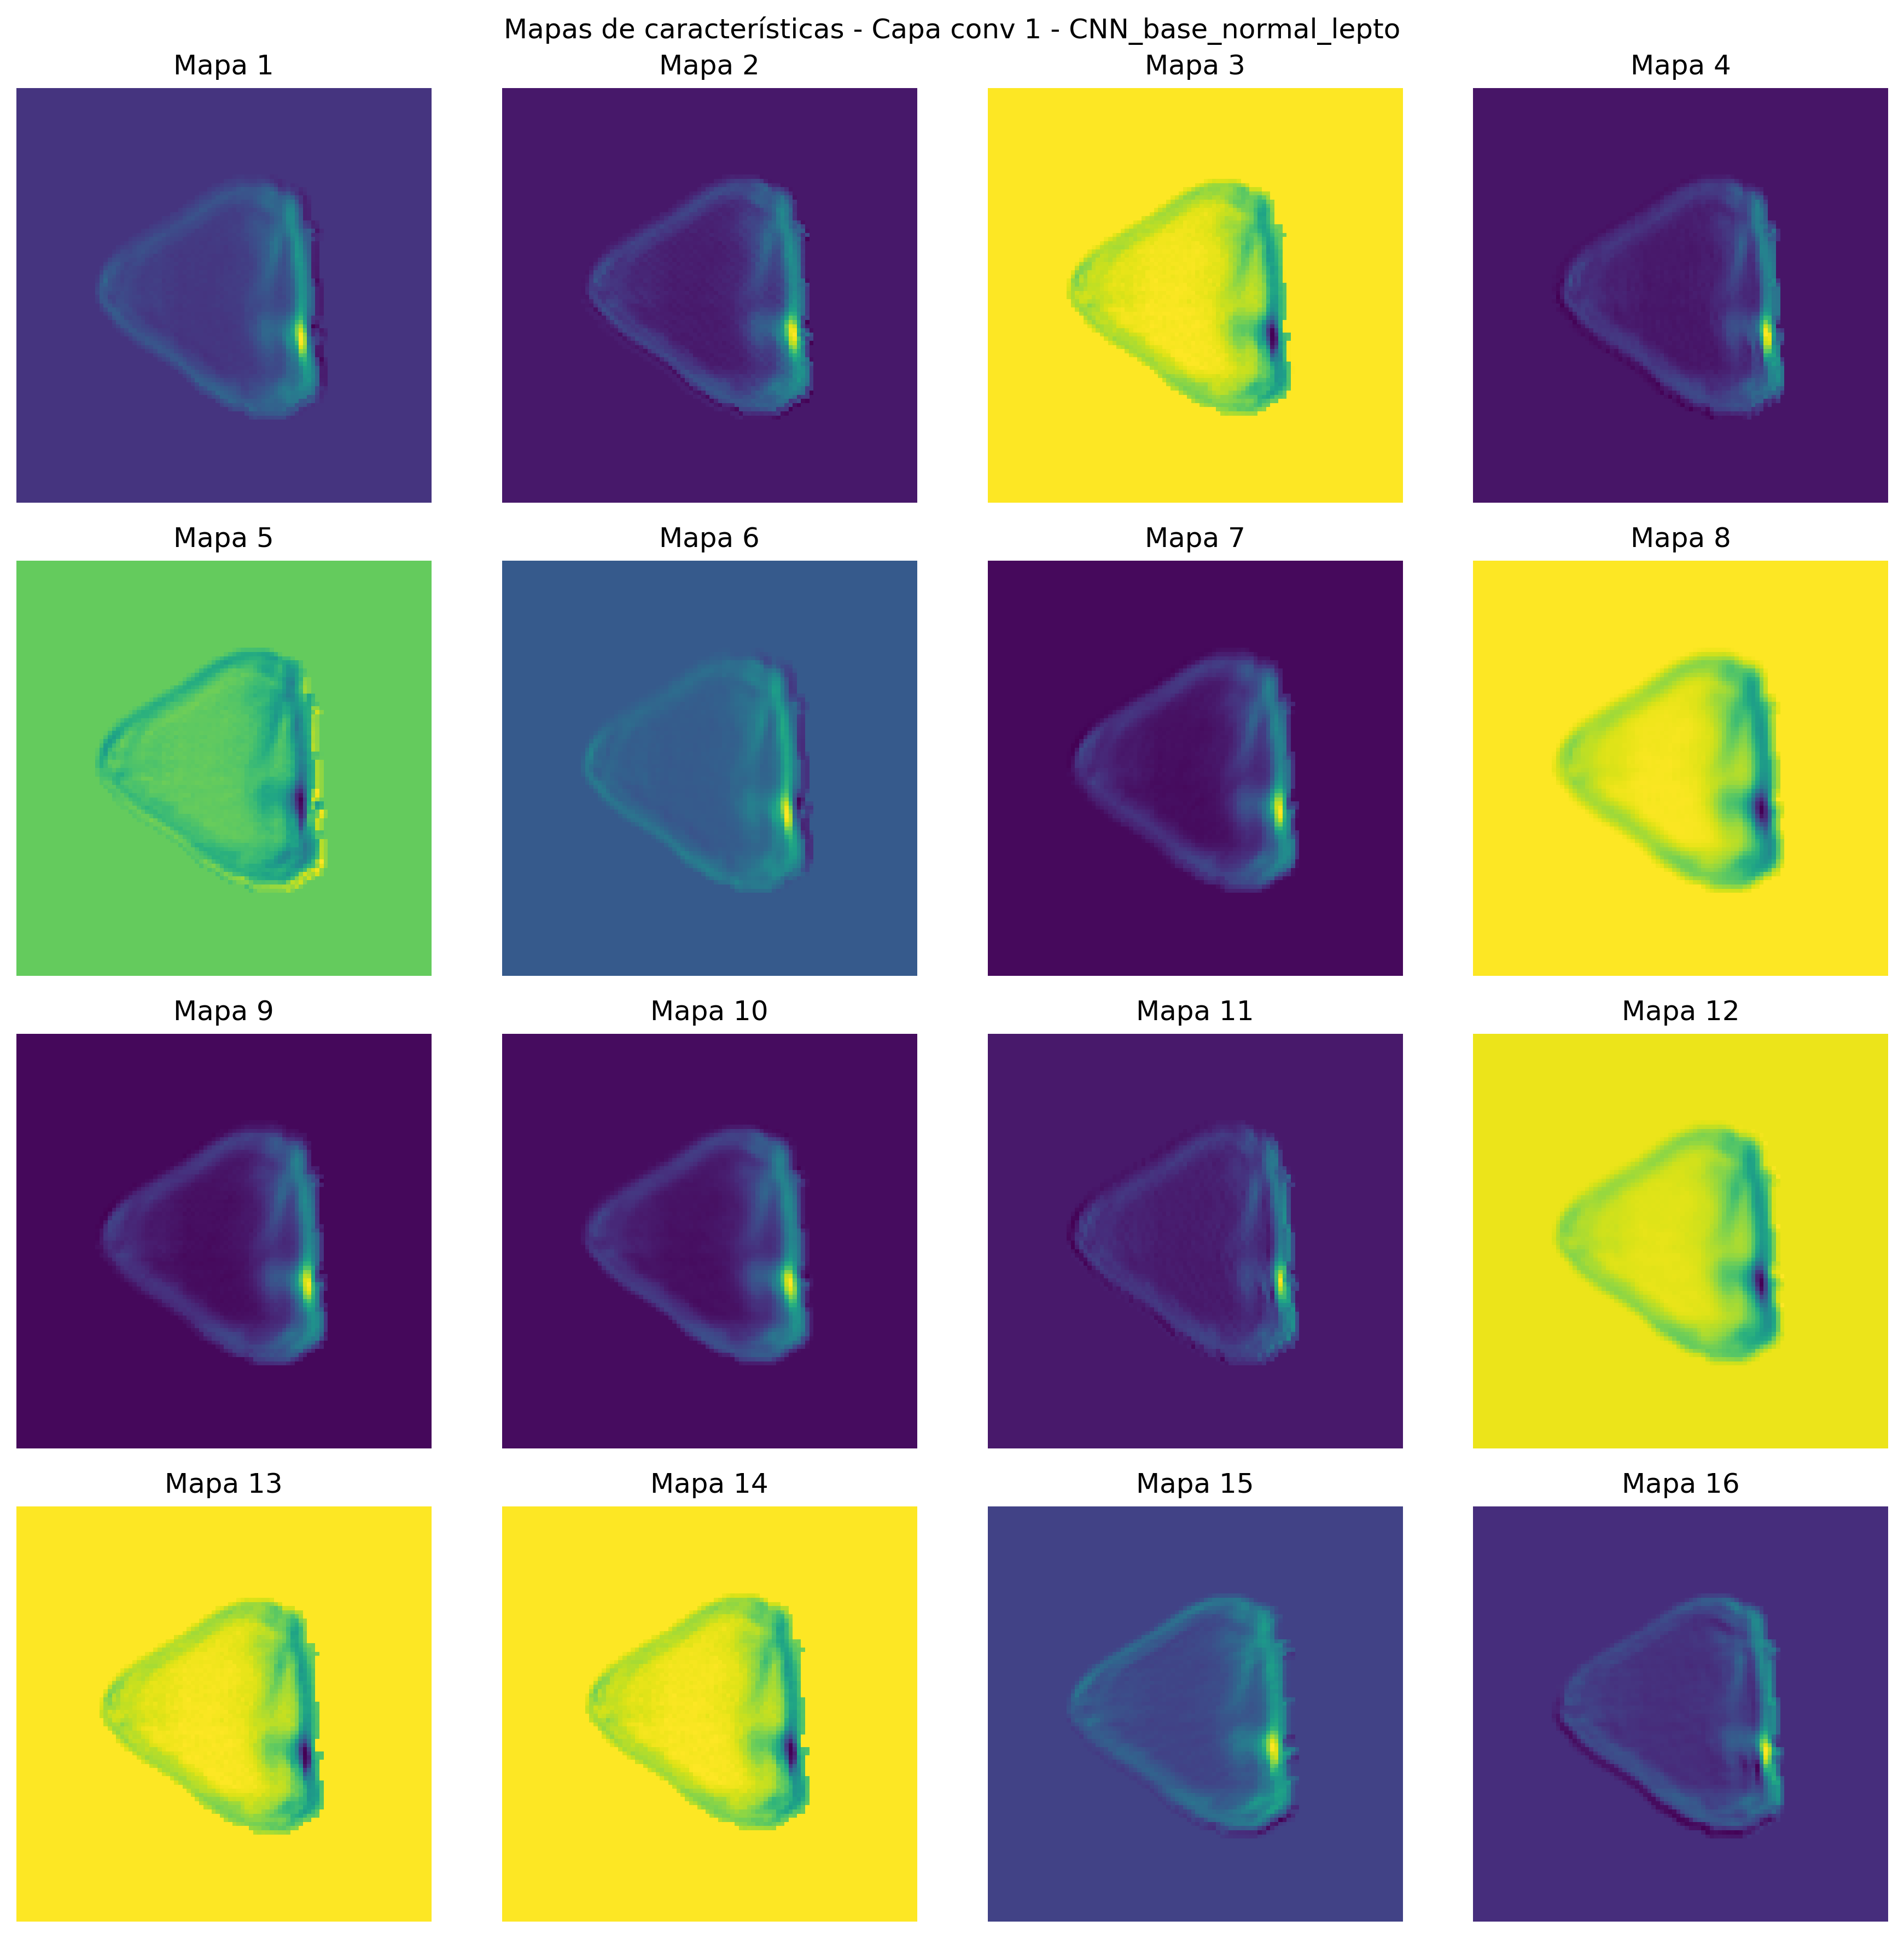 Mapas de características - Capa conv 1 - CNN_base_normal_lepto
Mapa 1
Mapa 2
Mapa 3
Mapa 4
Mapa 5
Mapa 6
Mapa 7
Mapa 8
Mapa 9
Mapa 10
Mapa 11
Mapa 12
Mapa 13
Mapa 14
Mapa 15
Mapa 16